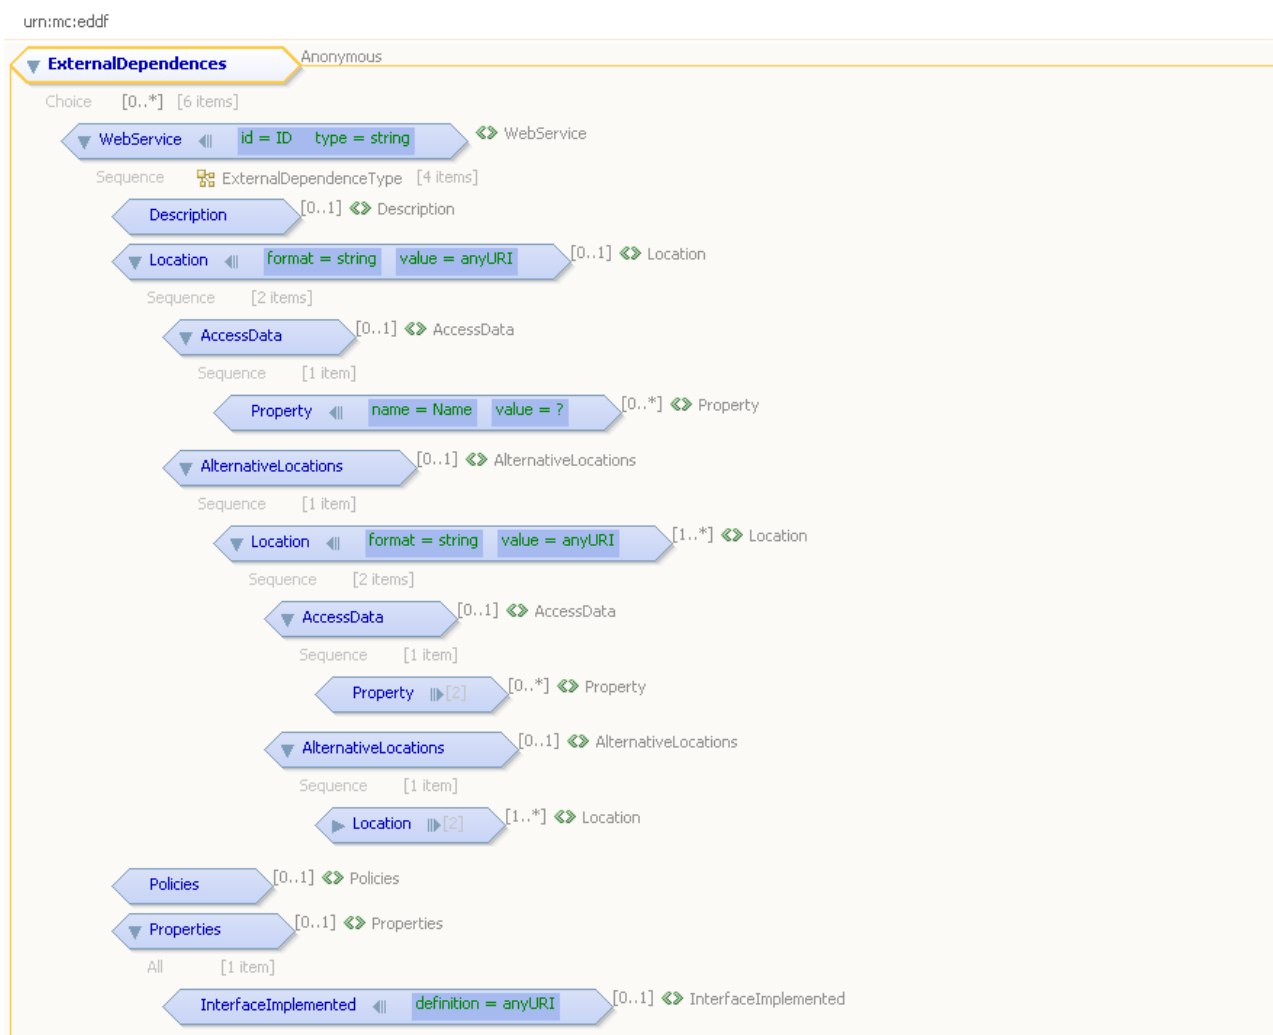 urn:mc:eddf
ExternalDependences Anonymous
Choice [0..*] [6 items]
WebService id = ID type = string WebService
Sequence ExternalDependenceType [4 items]
Description [0..1] Description
Location format = string value = anyURI [0..1] Location
Sequence [2 items]
AccessData [0..1] AccessData
Sequence [1 item]
Property name = Name value = ? [0..*] Property
AlternativeLocations [0..1] AlternativeLocations
Sequence [1 item]
Location format = string value = anyURI [1..*] Location
Sequence [2 items]
AccessData [0..1] AccessData
Sequence [1 item]
Property [2] [0..*] Property
AlternativeLocations [0..1] AlternativeLocations
Sequence [1 item]
Location [2] [1..*] Location
Policies [0..1] Policies
Properties [0..1] Properties
All [1 item]
InterfaceImplemented definition = anyURI [0..1] InterfaceImplemented